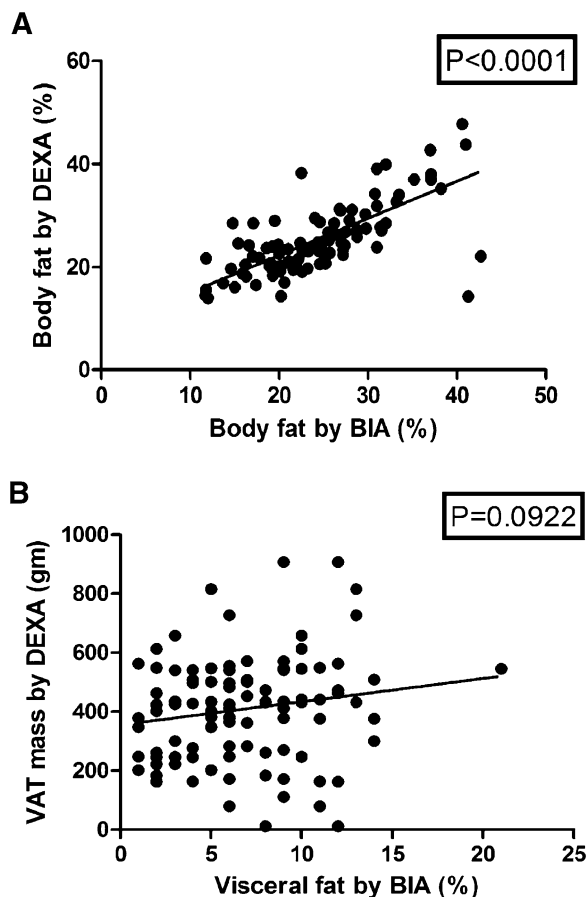 A
P<0.0001
Body fat by DEXA (%)
60
40
20
0
0 10 20 30 40 50
Body fat by BIA (%)
B
P=0.0922
VAT mass by DEXA (gm)
1000
800
600
400
200
0
0 5 10 15 20 25
Visceral fat by BIA (%)